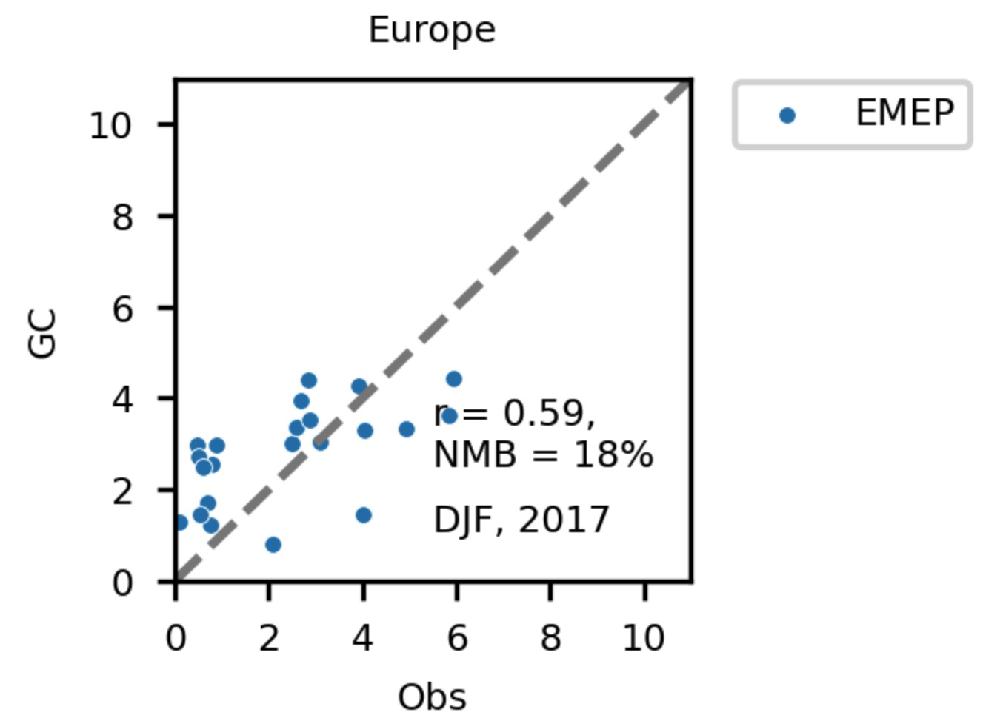 Europe
EMEP
10
8
6
4
2
0
GC
r = 0.59,
NMB = 18%
DJF, 2017
0 2 4 6 8 10
Obs